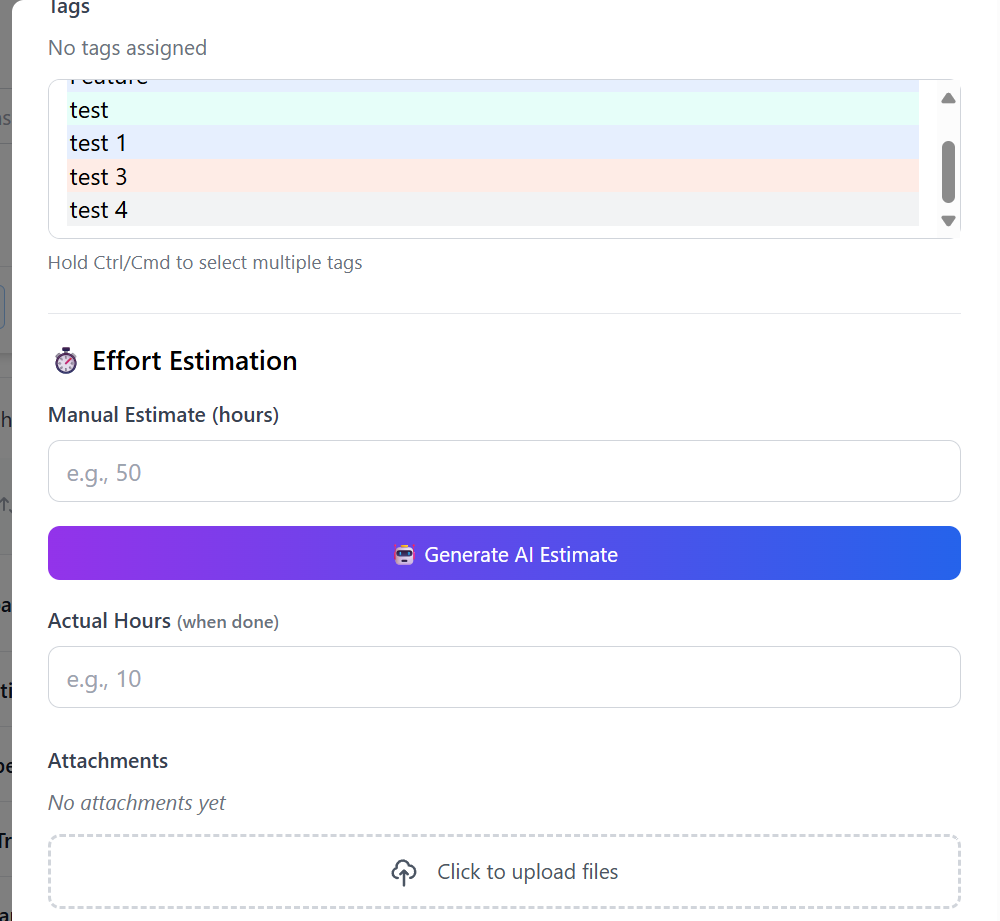 Tags
No tags assigned
Feature
test
test 1
test 3
test 4
Hold Ctrl/Cmd to select multiple tags
Effort Estimation
Manual Estimate (hours)
e.g., 50
Generate AI Estimate
Actual Hours (when done)
e.g., 10
Attachments
No attachments yet
Click to upload files